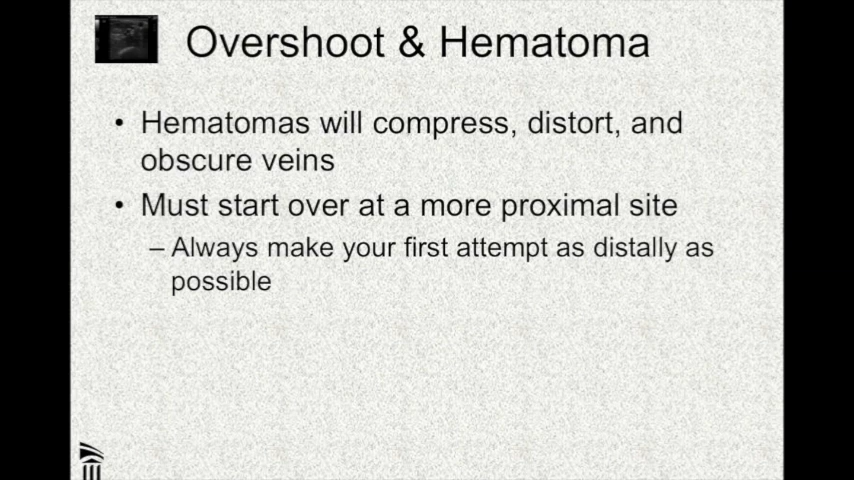 Overshoot & Hematoma
• Hematomas will compress, distort, and
obscure veins
• Must start over at a more proximal site
– Always make your first attempt as distally as
possible